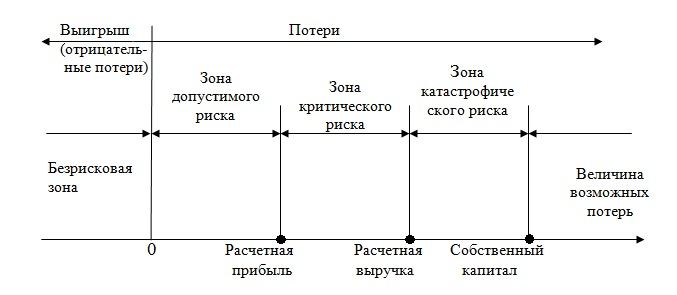 Выигрыш
(отрицатель-
ные потери)
Потери
Зона
допустимого
риска
Зона
критического
риска
Зона
катастрофиче
ского риска
Безрисковая
зона
Величина
возможных
потерь
0
Расчетная
прибыль
Расчетная
выручка
Собственный
капитал